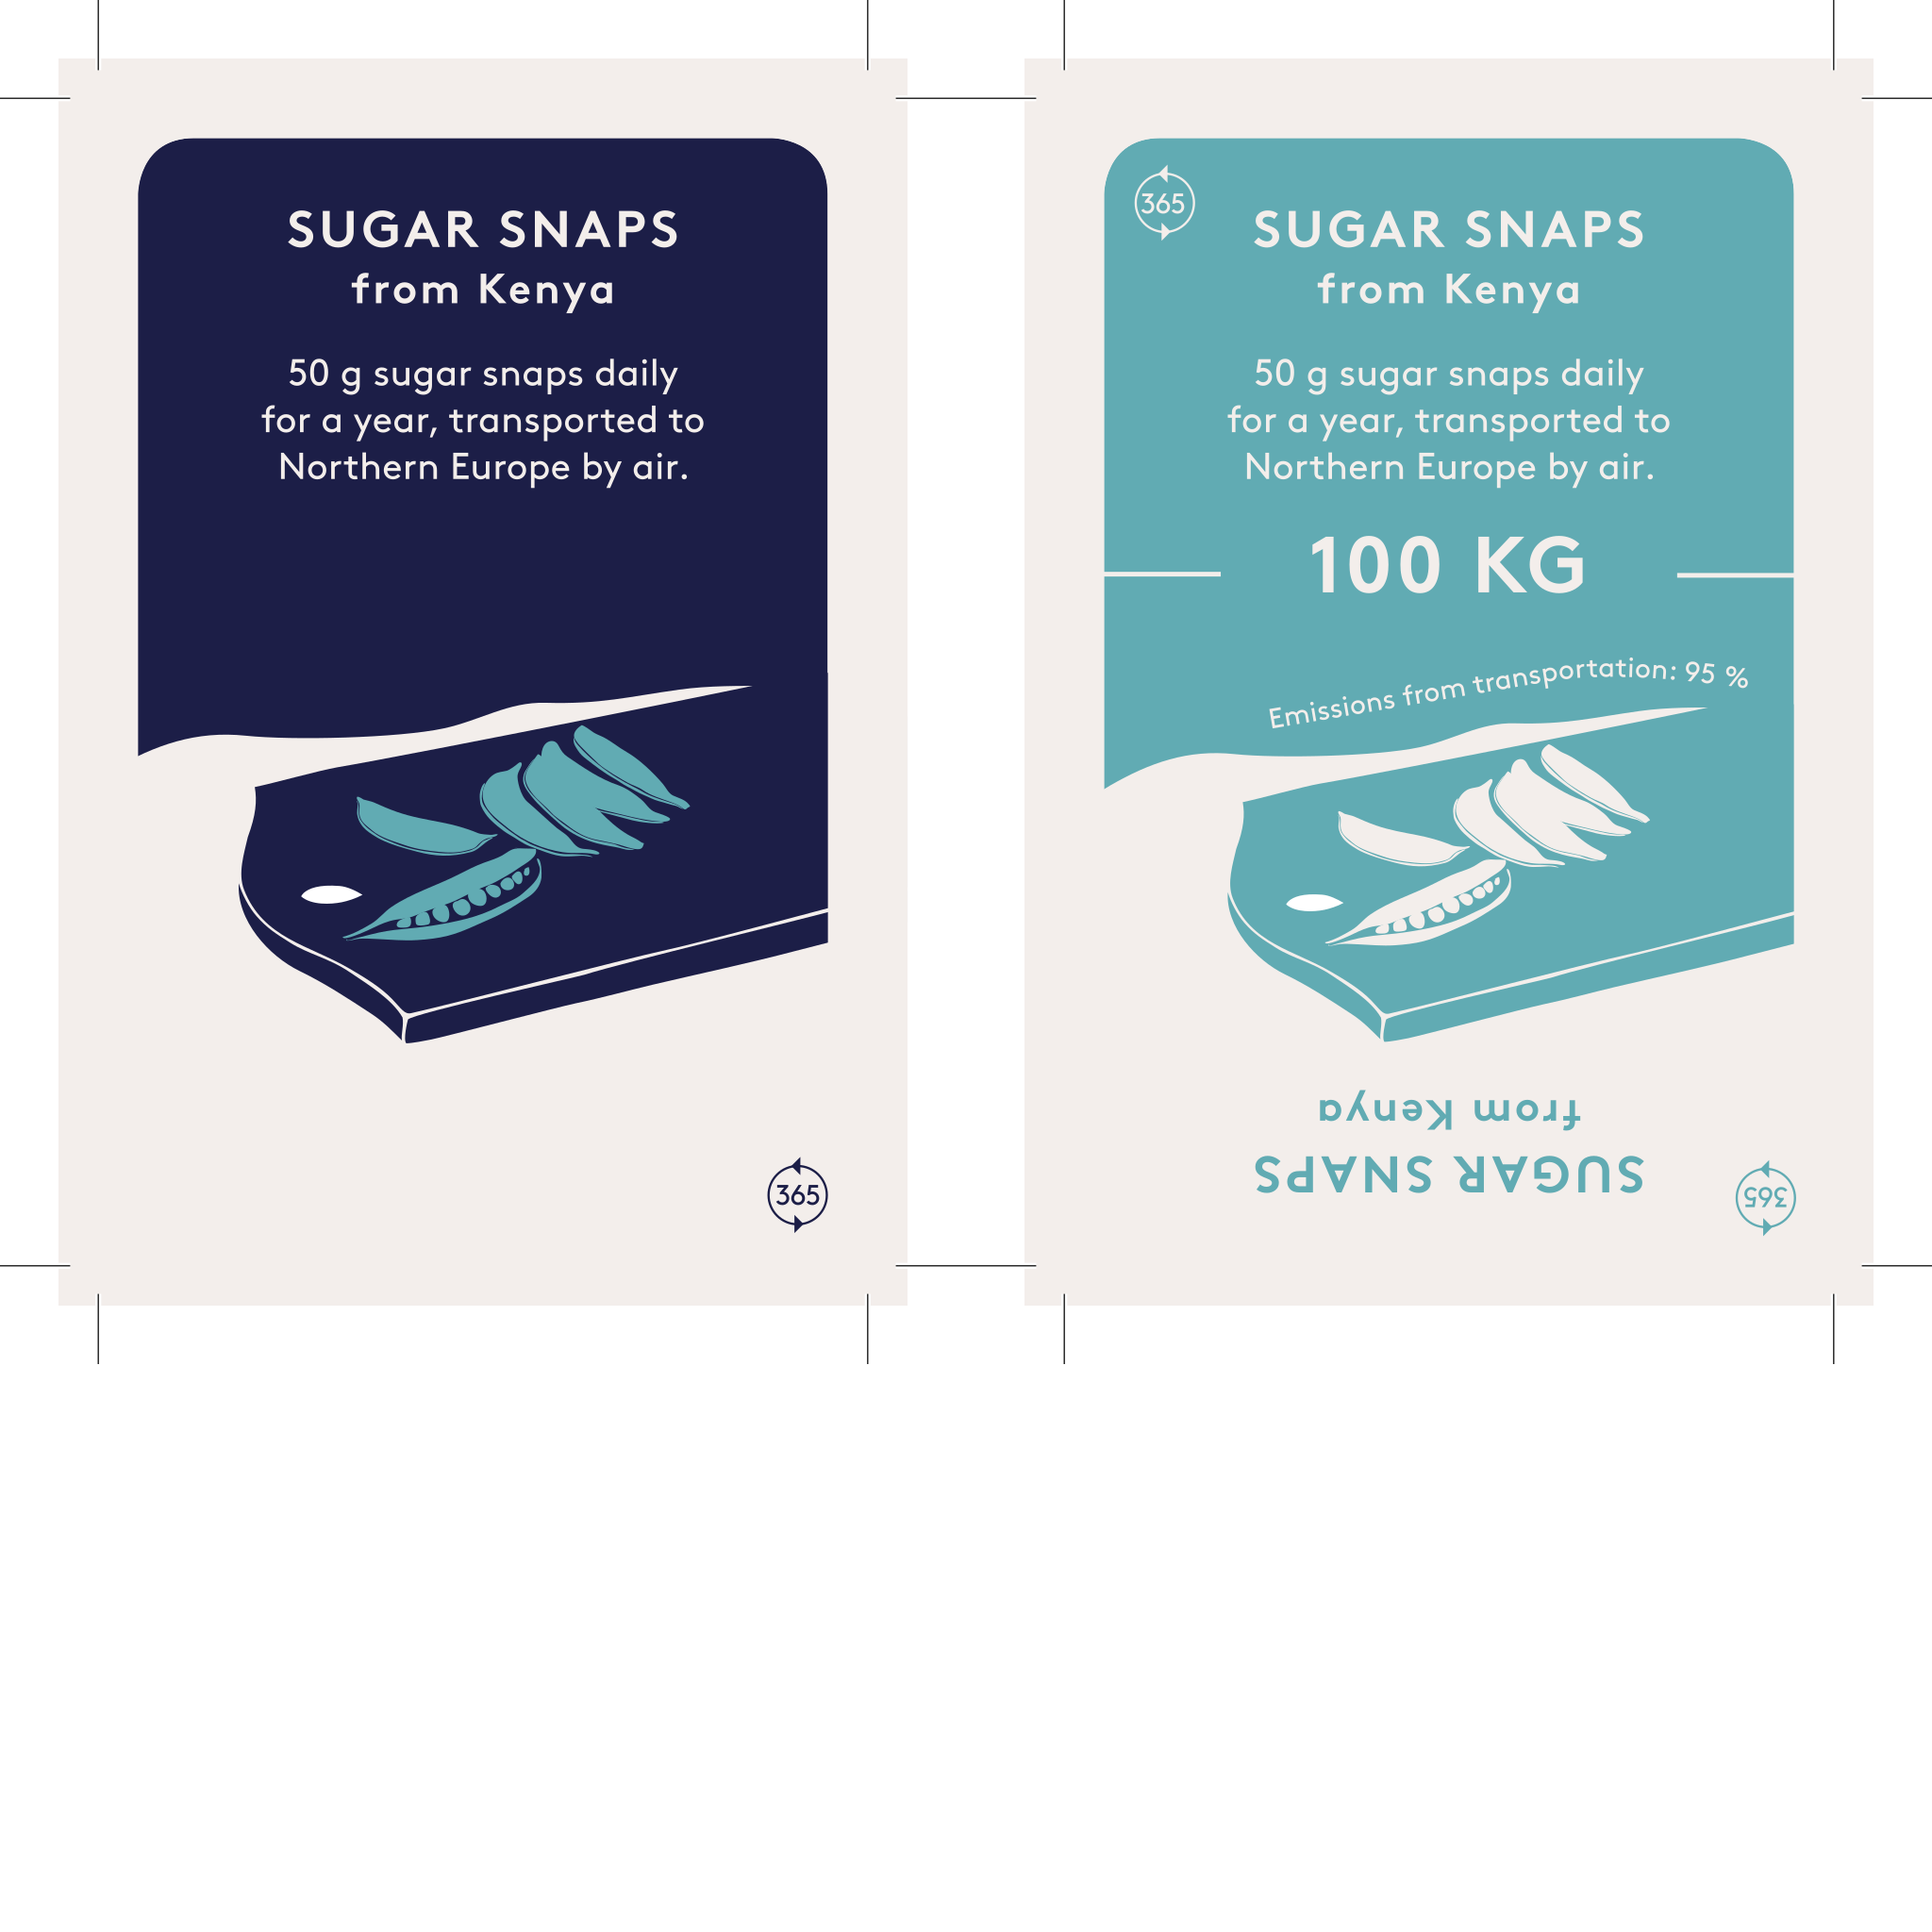 SUGAR SNAPS
from Kenya
50 g sugar snaps daily
for a year, transported to
Northern Europe by air.
365
365
SUGAR SNAPS
from Kenya
50 g sugar snaps daily
for a year, transported to
Northern Europe by air.
100 KG
Emissions from transportation: 95 %
SUGAR SNAPS
from Kenya
365